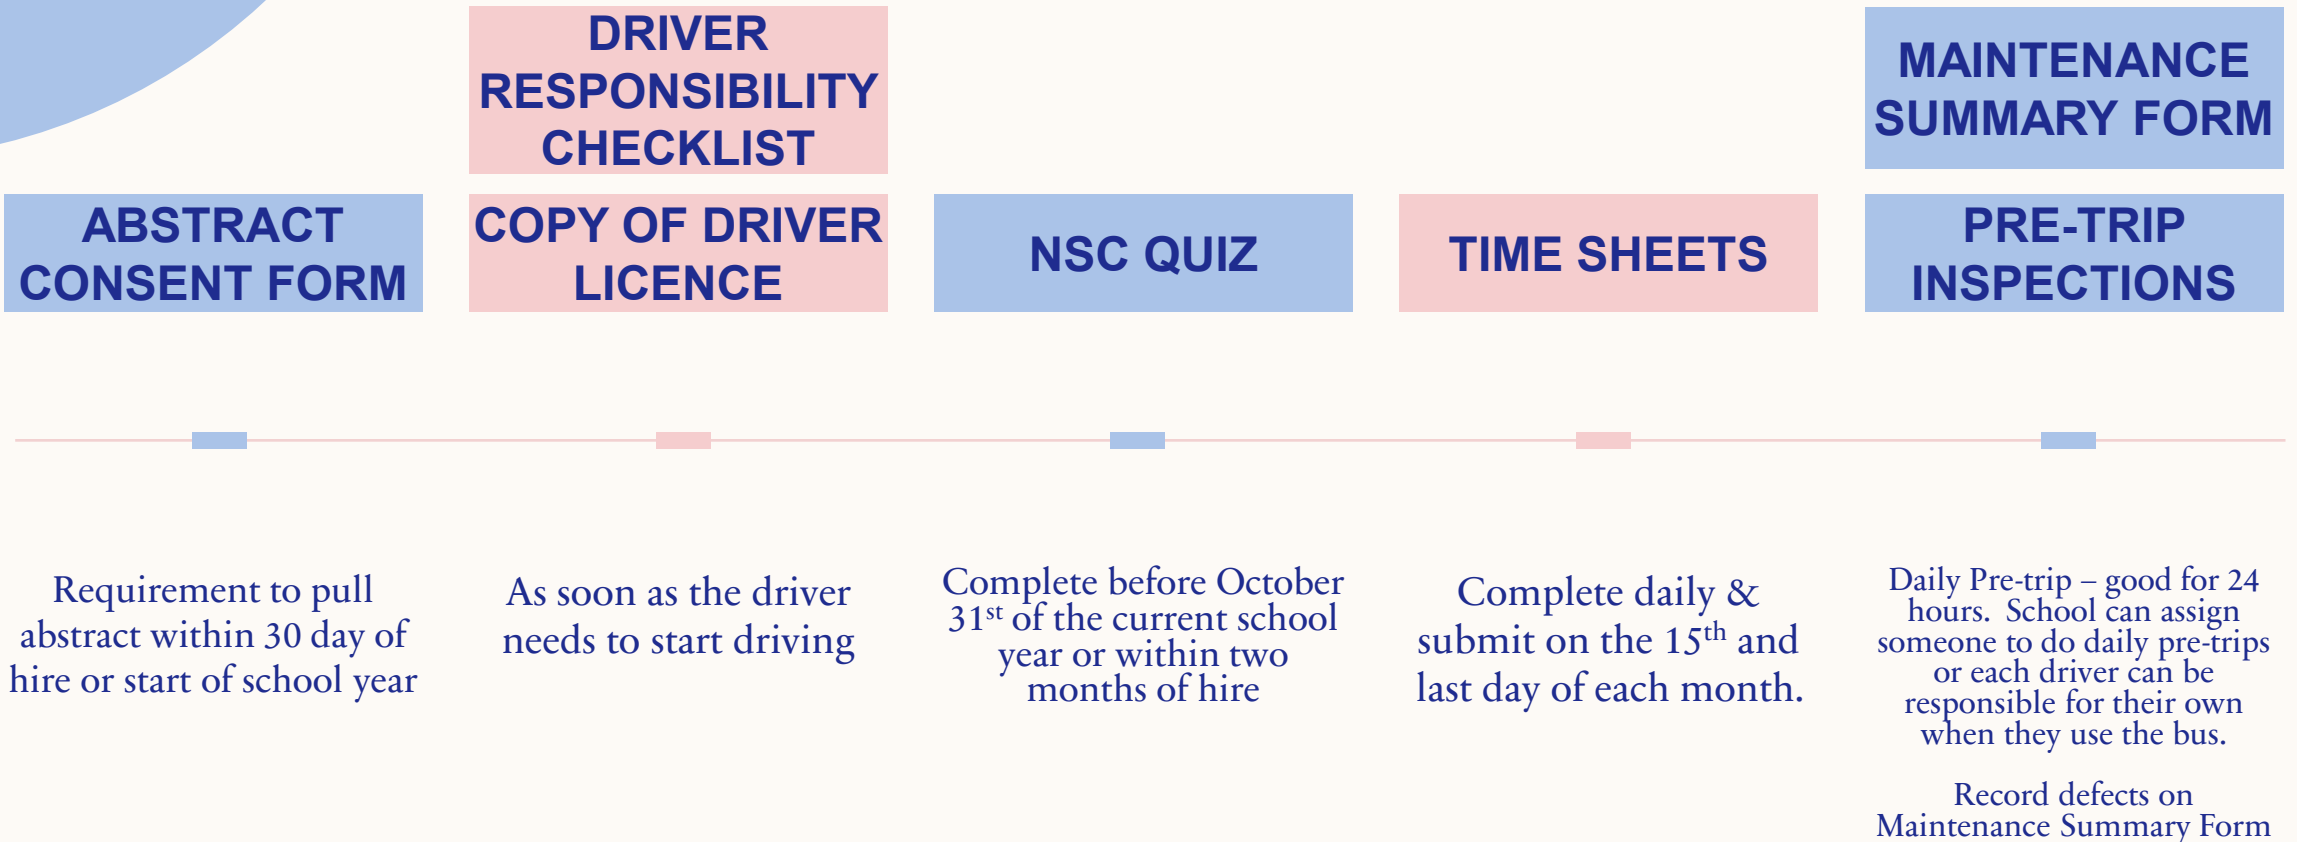 DRIVER
RESPONSIBILITY
CHECKLIST
MAINTENANCE
SUMMARY FORM
ABSTRACT
CONSENT FORM
COPY OF DRIVER
LICENCE
NSC QUIZ
TIME SHEETS
PRE-TRIP
INSPECTIONS
Requirement to pull
abstract within 30 day of
hire or start of school year
As soon as the driver
needs to start driving
Complete before October
31st of the current school
year or within two
months of hire
Complete daily &
submit on the 15th and
last day of each month.
Daily Pre-trip – good for 24
hours. School can assign
someone to do daily pre-trips
or each driver can be
responsible for their own
when they use the bus.
Record defects on
Maintenance Summary Form